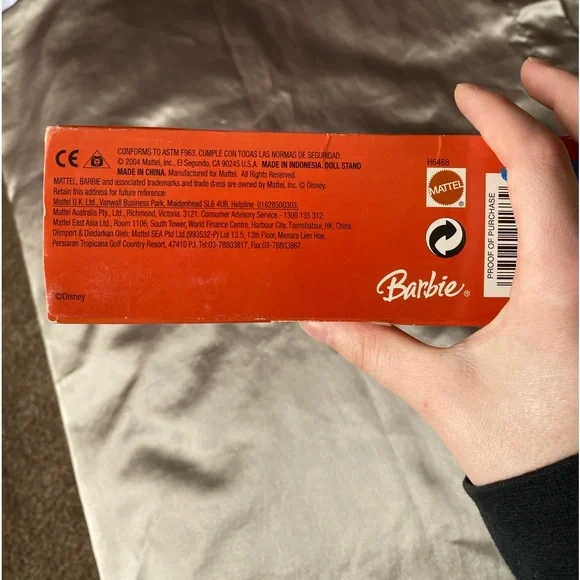 CONFORMS TO ASTM F963. CUMPLE CON TODAS LAS NORMAS DE SEGURIDAD.
© 2004 Mattel, Inc., El Segundo, CA 90245 U.S.A. MADE IN INDONESIA. DOLL STAND
MADE IN CHINA. Manufactured for Mattel. All Rights Reserved.
MATTEL, BARBIE and associated trademarks and trade dress are owned by Mattel, Inc. © Disney.
Retain this address for future reference:
Mattel U.K. Ltd., Vanwall Business Park, Maidenhead SL6 4UB. Helpline: 01628500303.
Mattel Australia Pty., Ltd., Richmond, Victoria. 3121. Consumer Advisory Service - 1300 135 312.
Mattel East Asia Ltd., Room 1106, South Tower, World Finance Centre, Harbour City, Tsimshatsui, HK, China.
Diimport & Diedarkan Oleh: Mattel SEA Ptd Ltd (993532-P) Lot 13.5, 13th Floor, Menara Lien Hoe,
Persiaran Tropicana Golf Country Resort, 47410 PJ. Tel:03-78803817, Fax:03-78803867.
©Disney
H6468
MATTEL
Barbie®
PROOF OF PURCHASE